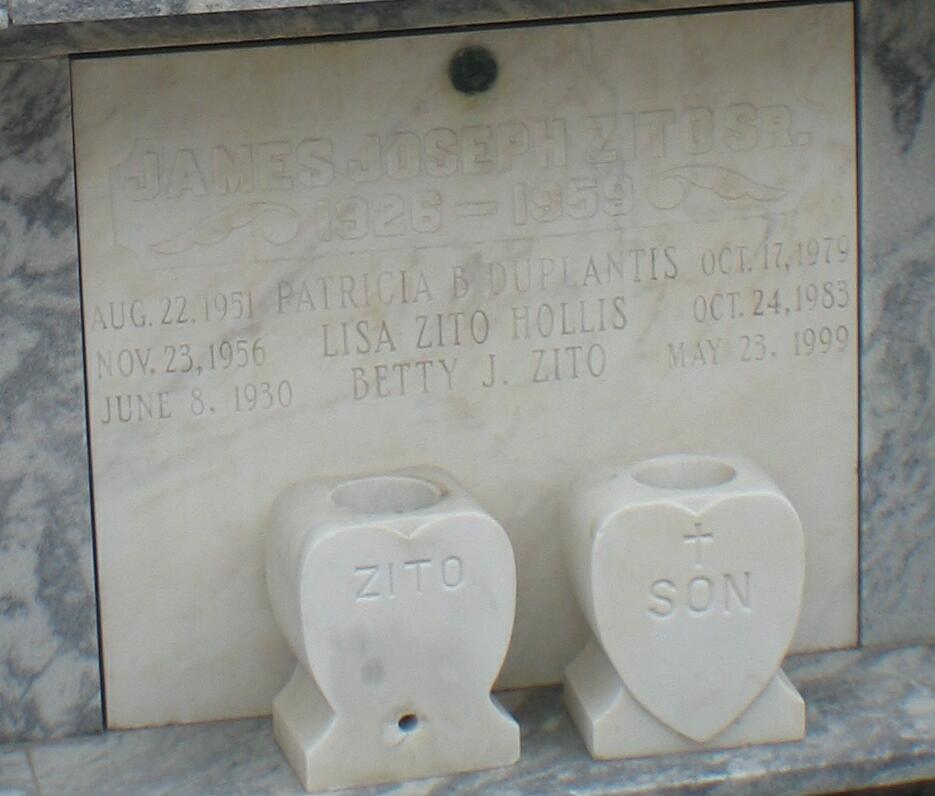 JAMES JOSEPH ZITO SR.
1926 – 1959
AUG. 22, 1951 PATRICIA B DUPLANTIS OCT. 17, 1979
NOV. 23, 1956 LISA ZITO HOLLIS OCT. 24, 1983
JUNE 8, 1930 BETTY J. ZITO MAY 23, 1999
ZITO
SON